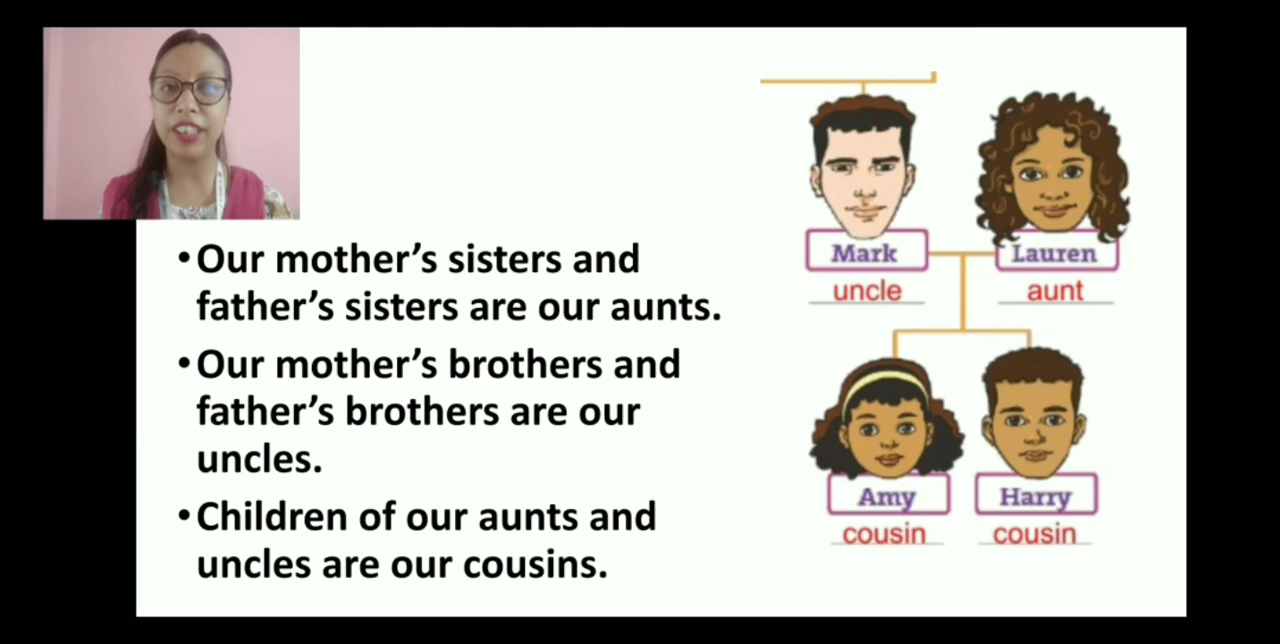 • Our mother’s sisters and
father’s sisters are our aunts.
• Our mother’s brothers and
father’s brothers are our
uncles.
• Children of our aunts and
uncles are our cousins.
Mark
Lauren
uncle
aunt
Amy
Harry
cousin
cousin